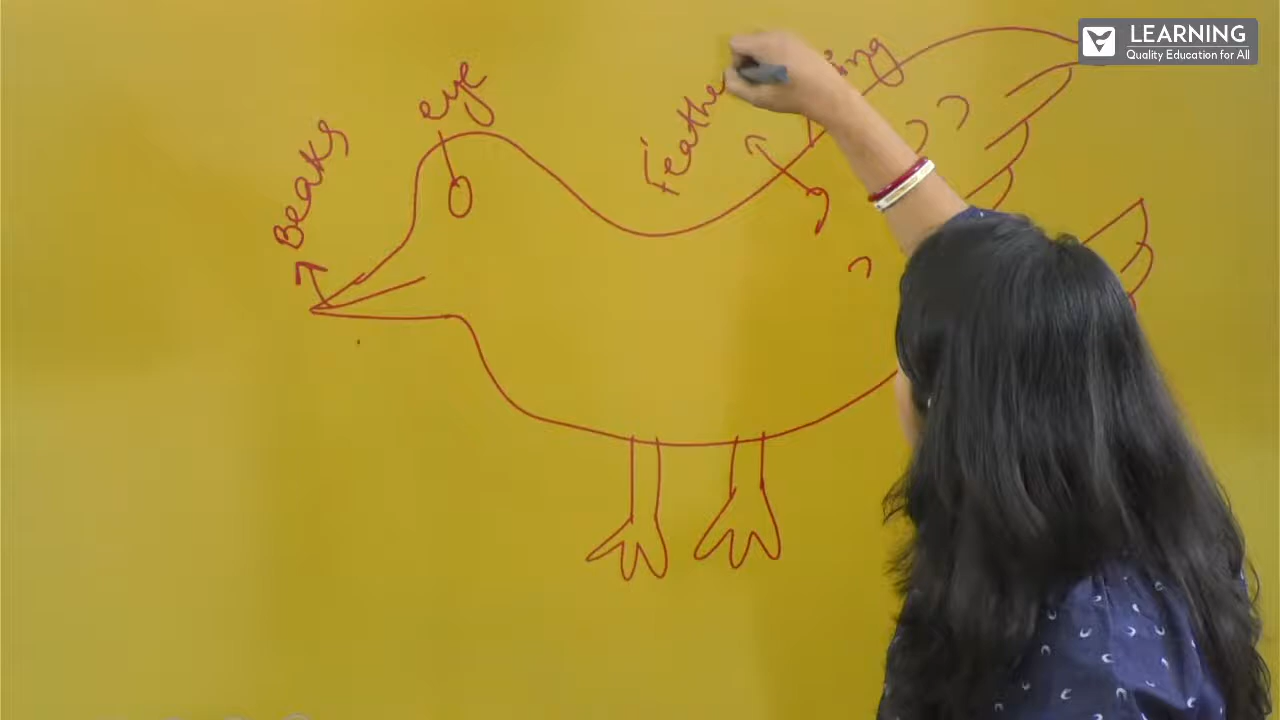 LEARNING
Quality Education for All
eye
Beaks
Feathe